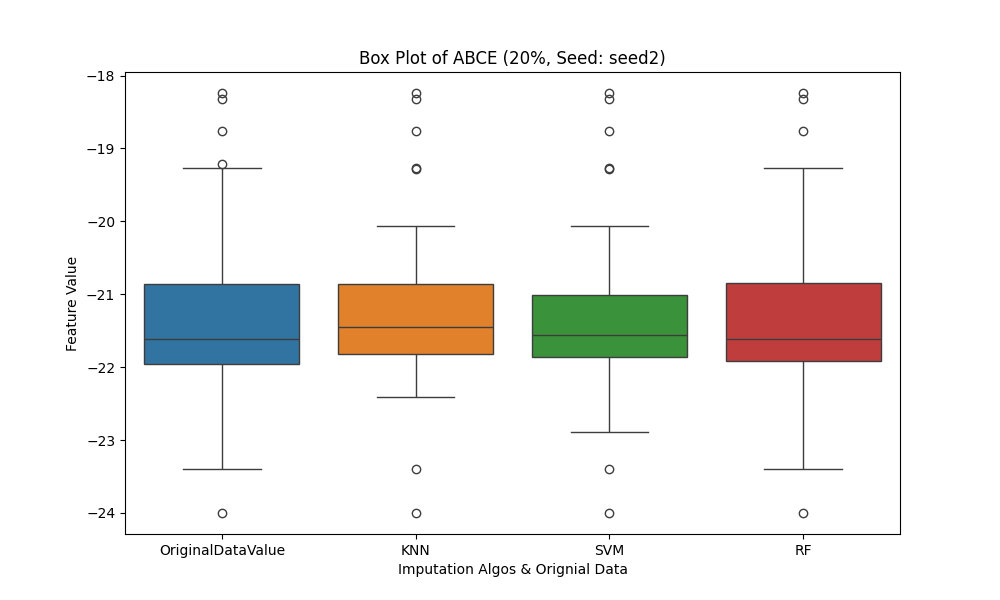 Box Plot of ABCE (20%, Seed: seed2)
−18
−19
−20
−21
−22
−23
−24
Feature Value
OriginalDataValue KNN SVM RF
Imputation Algos & Orignial Data